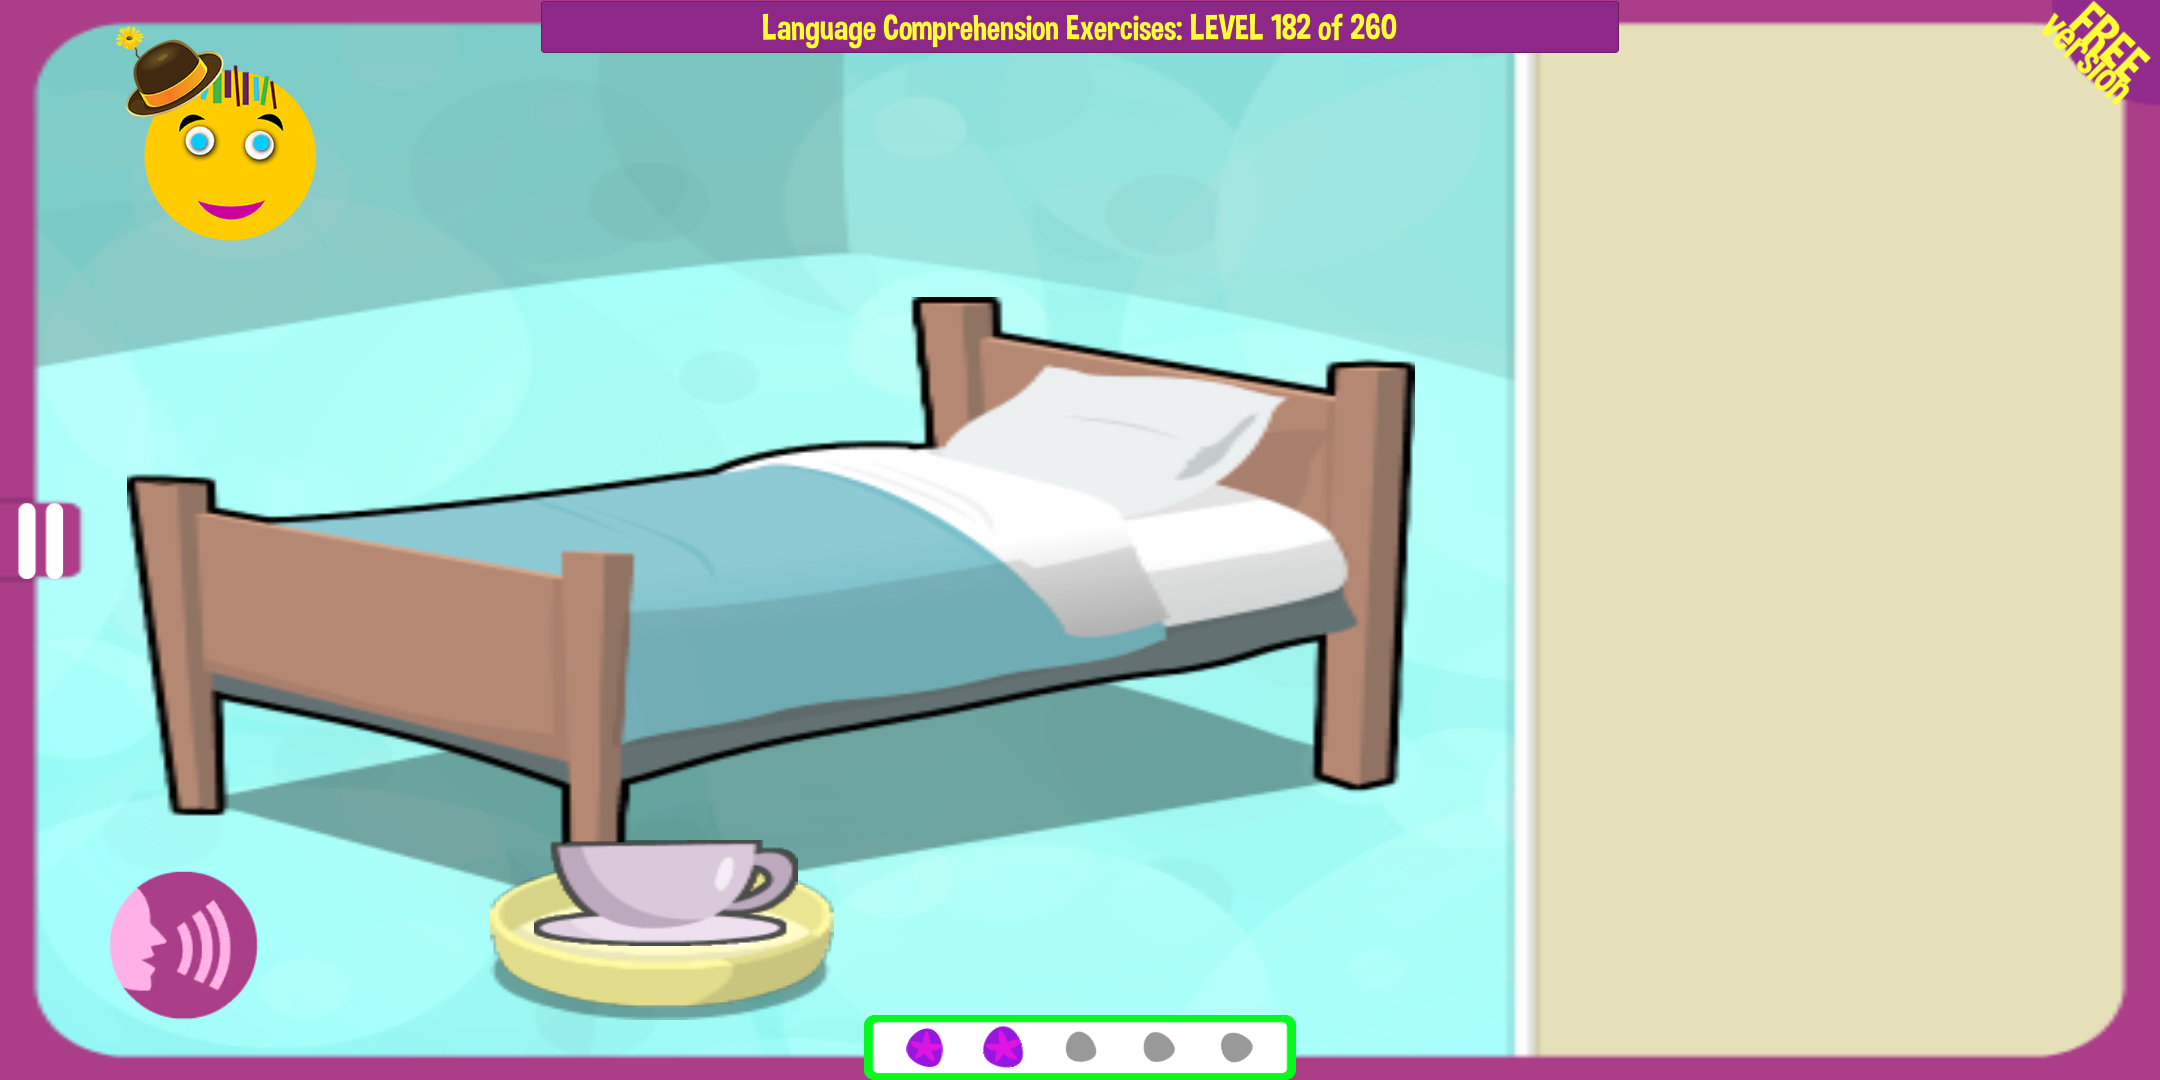 Language Comprehension Exercises: LEVEL 182 of 260
FREE
version